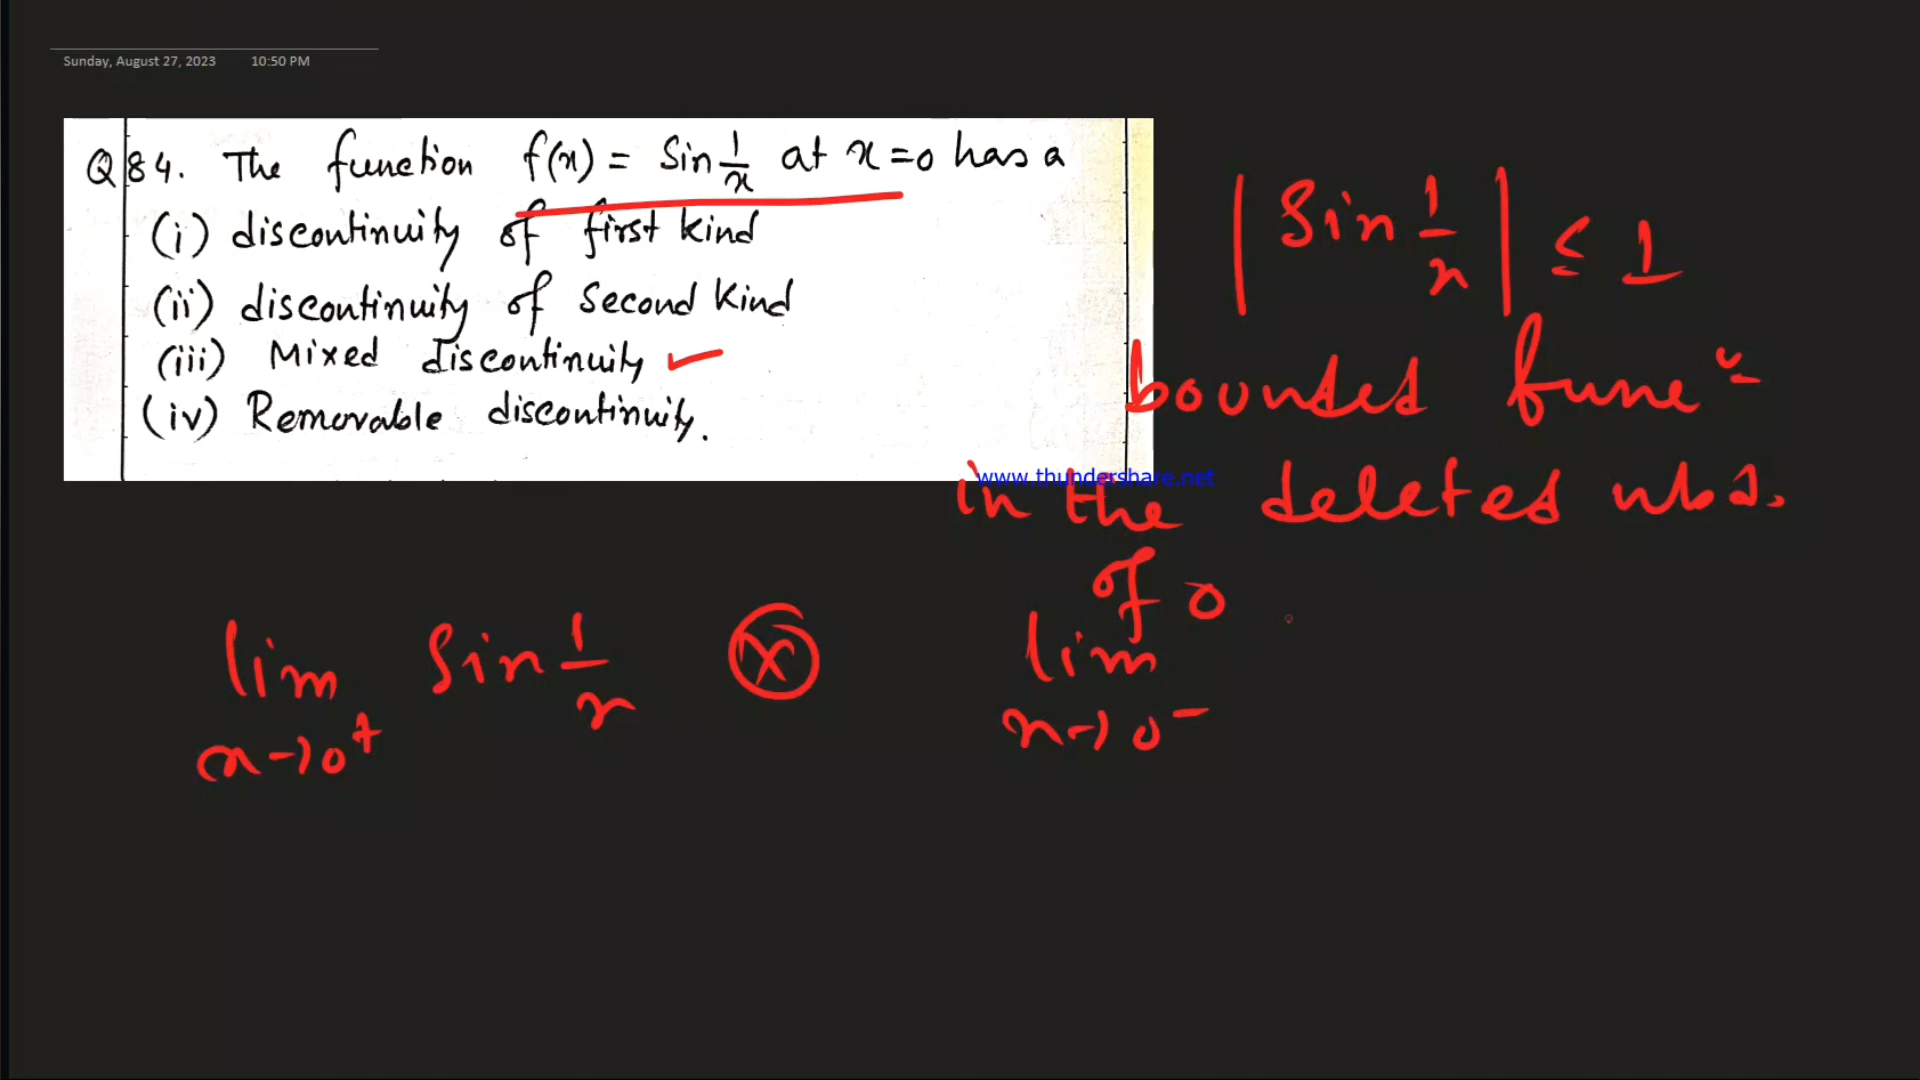 Sunday, August 27, 2023 10:50 PM
Q84. The function f(x) = Sin 1/x at x=0 has a
(i) discontinuity of first kind
(ii) discontinuity of Second Kind
(iii) Mixed discontinuity ✓
(iv) Removable discontinuity.
|Sin 1/x| ≤ 1
bounded func
in the deleted nbd.
of 0
www.thundershare.net
lim x→0+ Sin 1/x ⓧ
lim x→0-